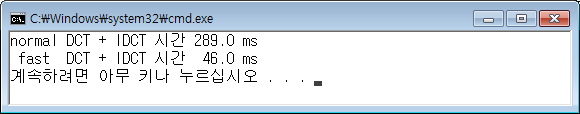 C:₩Windows₩system32₩cmd.exe
normal DCT + IDCT 시간 289.0 ms
fast DCT + IDCT 시간 46.0 ms
계속하려면 아무 키나 누르십시오 . . .